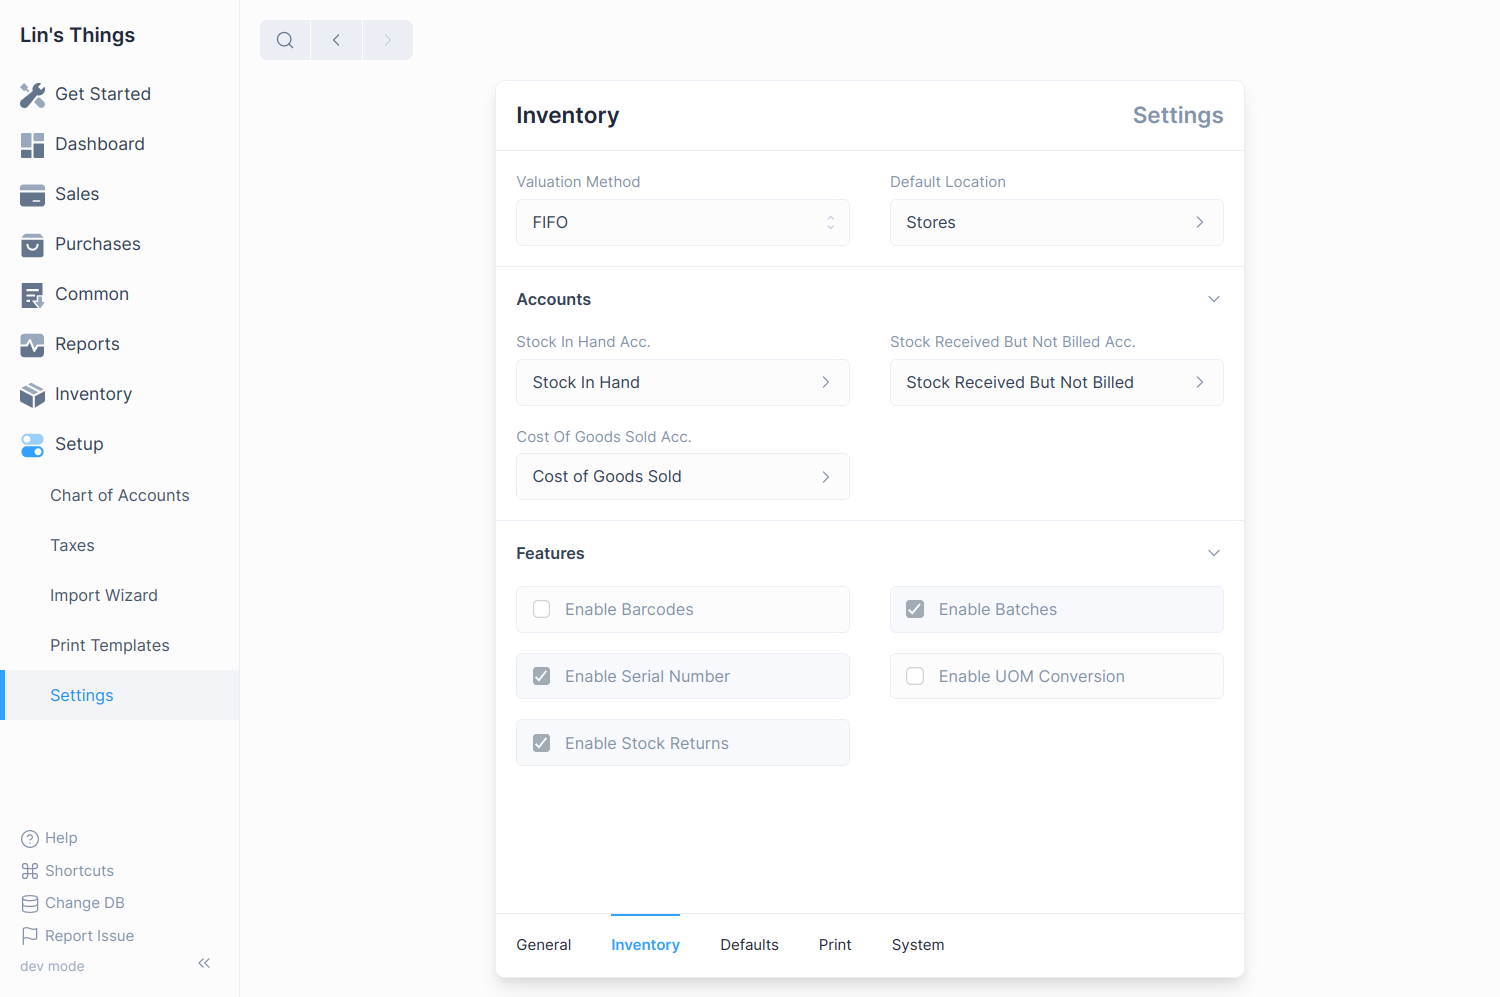 Lin's Things
Get Started
Dashboard
Sales
Purchases
Common
Reports
Inventory
Setup
Chart of Accounts
Taxes
Import Wizard
Print Templates
Settings
Help
Shortcuts
Change DB
Report Issue
dev mode
Inventory
Settings
Valuation Method
Default Location
FIFO
Stores
Accounts
Stock In Hand Acc.
Stock Received But Not Billed Acc.
Stock In Hand
Stock Received But Not Billed
Cost Of Goods Sold Acc.
Cost of Goods Sold
Features
Enable Barcodes
Enable Batches
Enable Serial Number
Enable UOM Conversion
Enable Stock Returns
General
Inventory
Defaults
Print
System